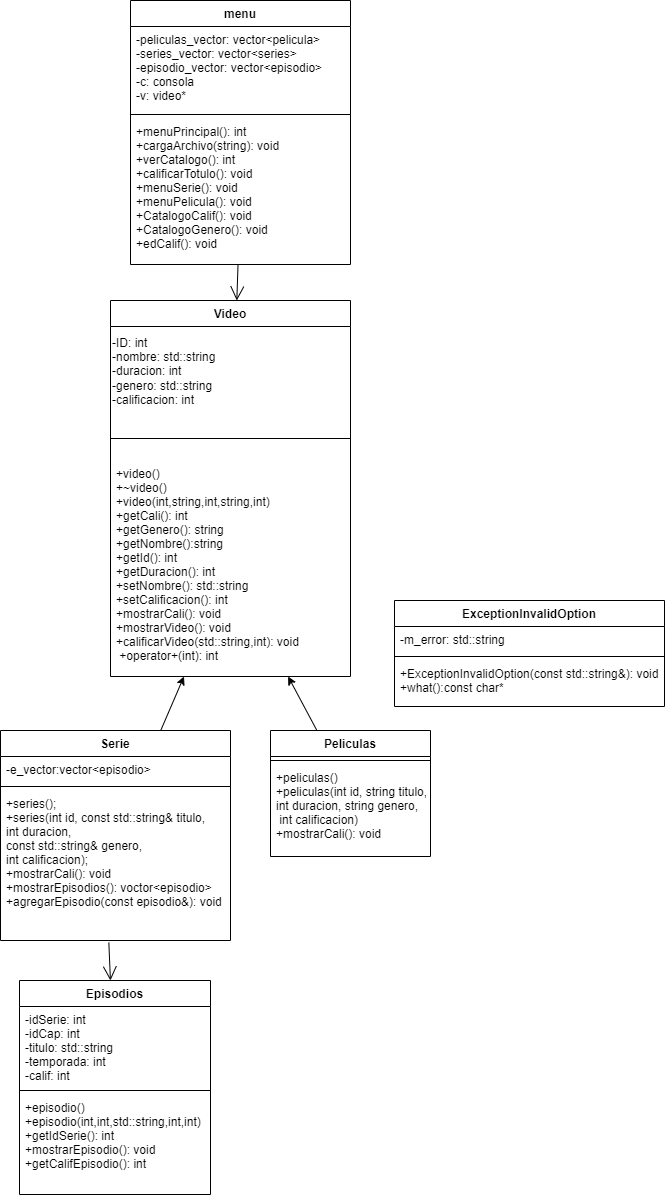 menu
-peliculas_vector: vector<pelicula>
-series_vector: vector<series>
-episodio_vector: vector<episodio>
-c: consola
-v: video*
+menuPrincipal(): int
+cargaArchivo(string): void
+verCatalogo(): int
+calificarTotulo(): void
+menuSerie(): void
+menuPelicula(): void
+CatalogoCalif(): void
+CatalogoGenero(): void
+edCalif(): void
Video
-ID: int
-nombre: std::string
-duracion: int
-genero: std::string
-calificacion: int
+video()
+~video()
+video(int,string,int,string,int)
+getCali(): int
+getGenero(): string
+getNombre():string
+getId(): int
+getDuracion(): int
+setNombre(): std::string
+setCalificacion(): int
+mostrarCali(): void
+mostrarVideo(): void
+calificarVideo(std::string,int): void
+operator+(int): int
ExceptionInvalidOption
-m_error: std::string
+ExceptionInvalidOption(const std::string&): void
+what():const char*
Serie
-e_vector:vector<episodio>
+series();
+series(int id, const std::string& titulo,
int duracion,
const std::string& genero,
int calificacion);
+mostrarCali(): void
+mostrarEpisodios(): voctor<episodio>
+agregarEpisodio(const episodio&): void
Peliculas
+peliculas()
+peliculas(int id, string titulo,
int duracion, string genero,
int calificacion)
+mostrarCali(): void
Episodios
-idSerie: int
-idCap: int
-titulo: std::string
-temporada: int
-calif: int
+episodio()
+episodio(int,int,std::string,int,int)
+getIdSerie(): int
+mostrarEpisodio(): void
+getCalifEpisodio(): int